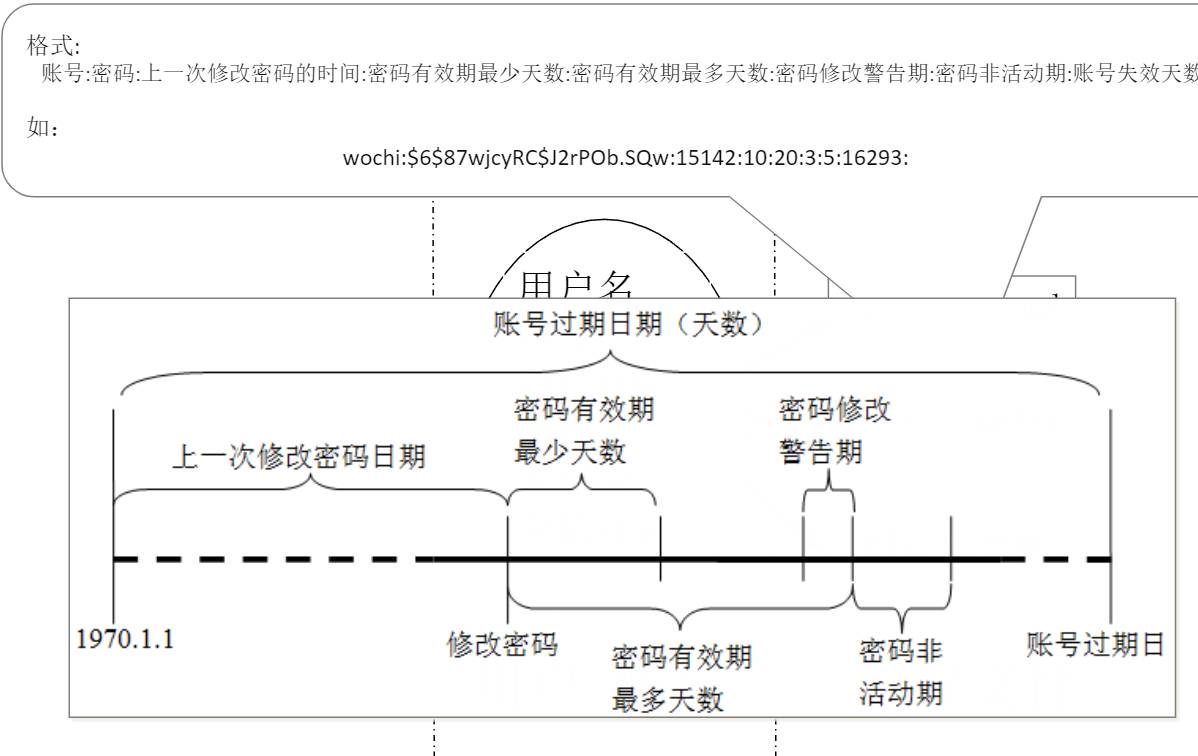 格式:
账号:密码:上一次修改密码的时间:密码有效期最少天数:密码有效期最多天数:密码修改警告期:密码非活动期:账号失效天数
如:
wochi:$6$87wjcyRC$J2rPOb.SQw:15142:10:20:3:5:16293:
用户名
账号过期日期（天数）
密码有效期
最少天数
密码修改
警告期
上一次修改密码日期
1970.1.1
修改密码
密码有效期
最多天数
密码非
活动期
账号过期日